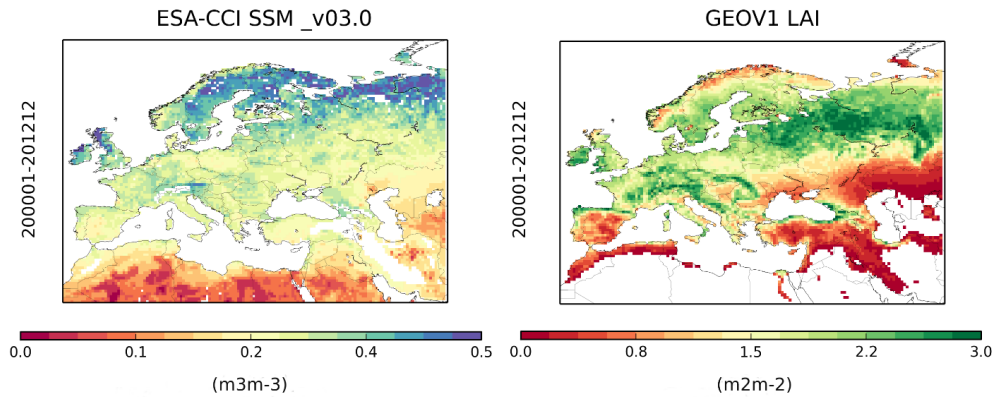 ESA-CCI SSM _v03.0
GEOV1 LAI
200001-201212
200001-201212
0.0 0.1 0.2 0.4 0.5
0.0 0.8 1.5 2.2 3.0
(m3m-3)
(m2m-2)